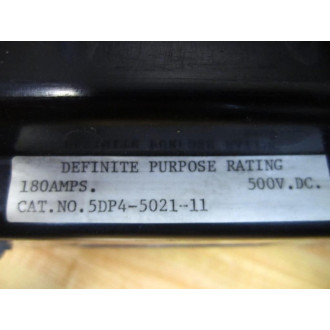 DEFINITE PURPOSE RATING
180AMPS. 500V.DC.
CAT.NO.5DP4-5021-11